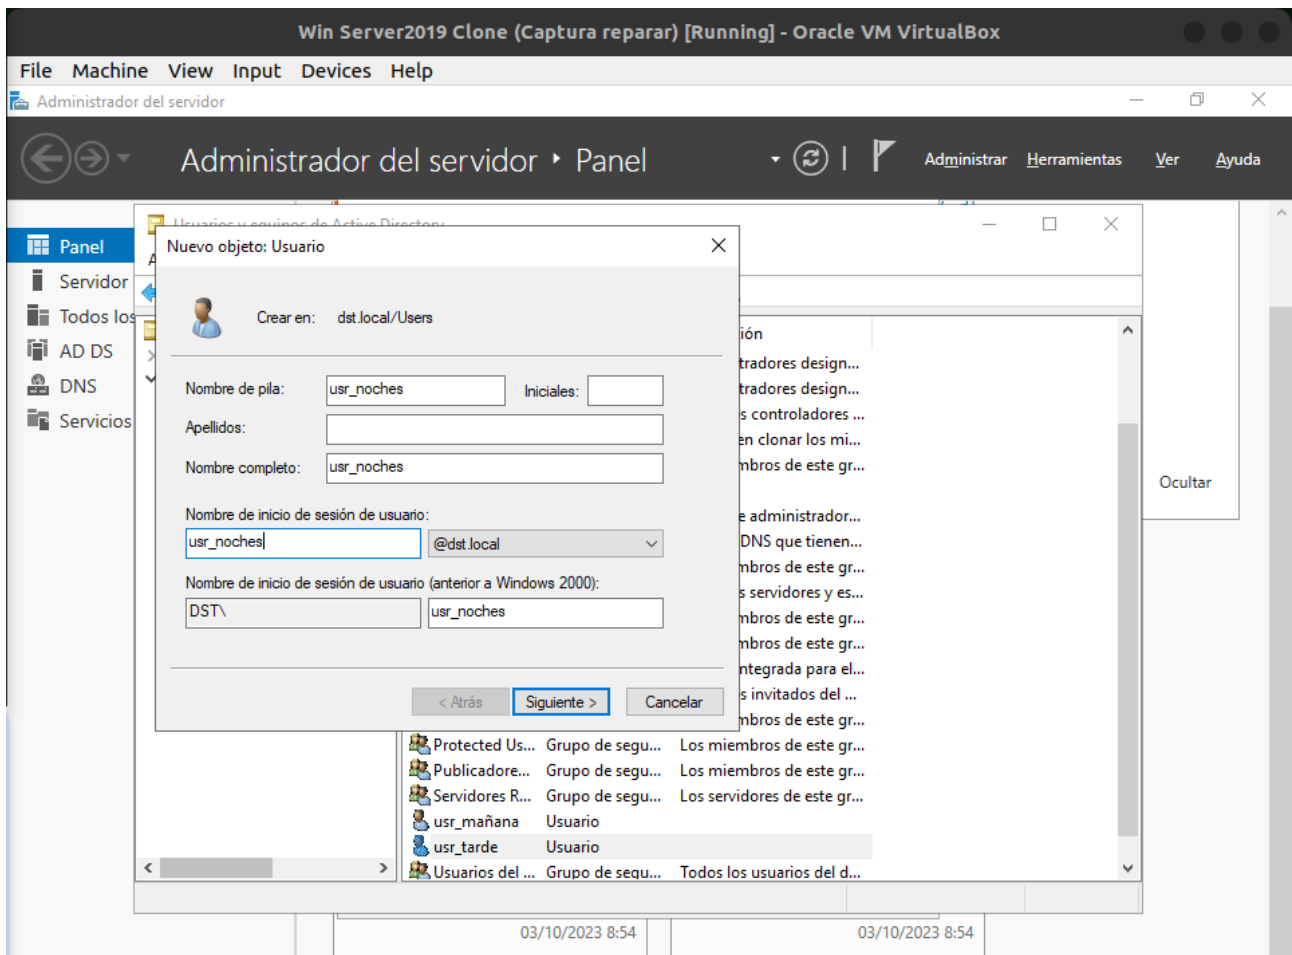 Win Server2019 Clone (Captura reparar) [Running] - Oracle VM VirtualBox
File Machine View Input Devices Help
Administrador del servidor
Administrador del servidor ‣ Panel
Administrar Herramientas Ver Ayuda
Usuarios y equipos de Active Directory
Panel
Servidor
Todos los
AD DS
DNS
Servicios
Nuevo objeto: Usuario
Crear en: dst.local/Users
Nombre de pila: usr_noches Iniciales:
Apellidos:
Nombre completo: usr_noches
Nombre de inicio de sesión de usuario:
usr_noches @dst.local
Nombre de inicio de sesión de usuario (anterior a Windows 2000):
DST\ usr_noches
< Atrás Siguiente > Cancelar
ión
tradores design...
tradores design...
s controladores ...
en clonar los mi...
mbros de este gr...
e administrador...
DNS que tienen...
mbros de este gr...
s servidores y es...
mbros de este gr...
mbros de este gr...
ntegrada para el...
s invitados del ...
mbros de este gr...
Protected Us... Grupo de segu... Los miembros de este gr...
Publicadore... Grupo de segu... Los miembros de este gr...
Servidores R... Grupo de segu... Los servidores de este gr...
usr_mañana Usuario
usr_tarde Usuario
Usuarios del ... Grupo de segu... Todos los usuarios del d...
Ocultar
03/10/2023 8:54
03/10/2023 8:54